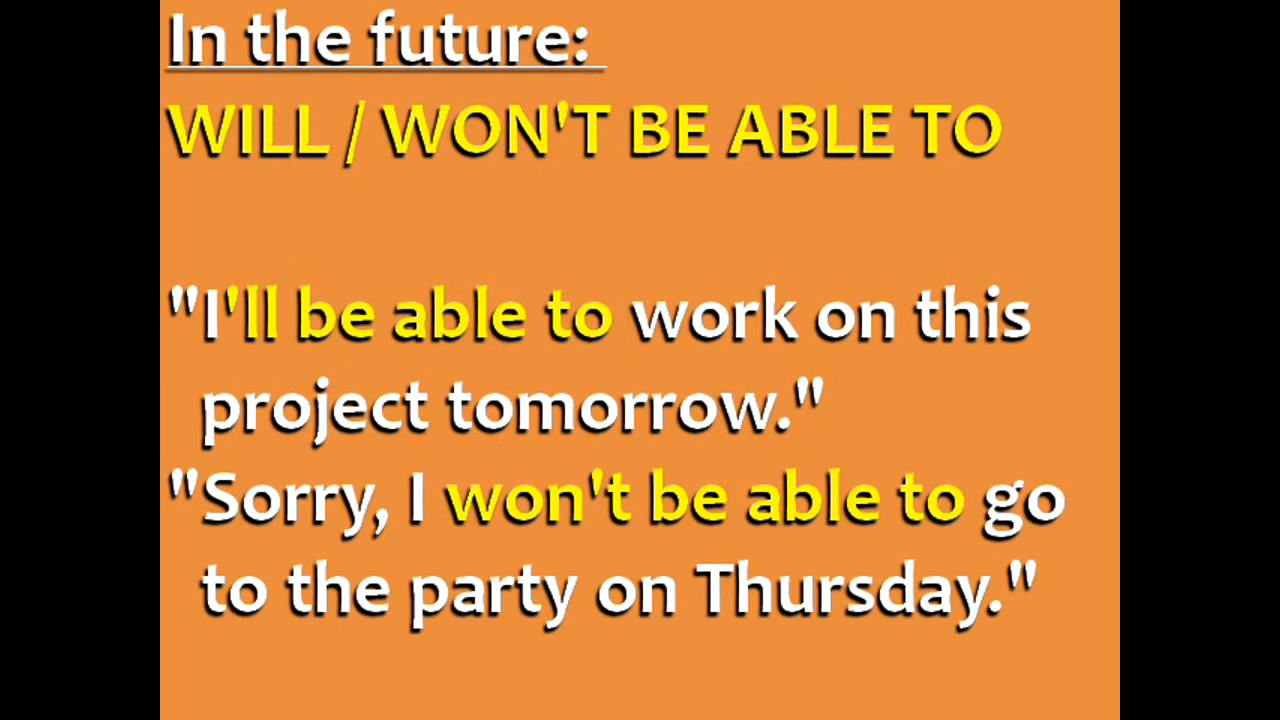 In the future:
WILL / WON'T BE ABLE TO
"I'll be able to work on this
project tomorrow."
"Sorry, I won't be able to go
to the party on Thursday."